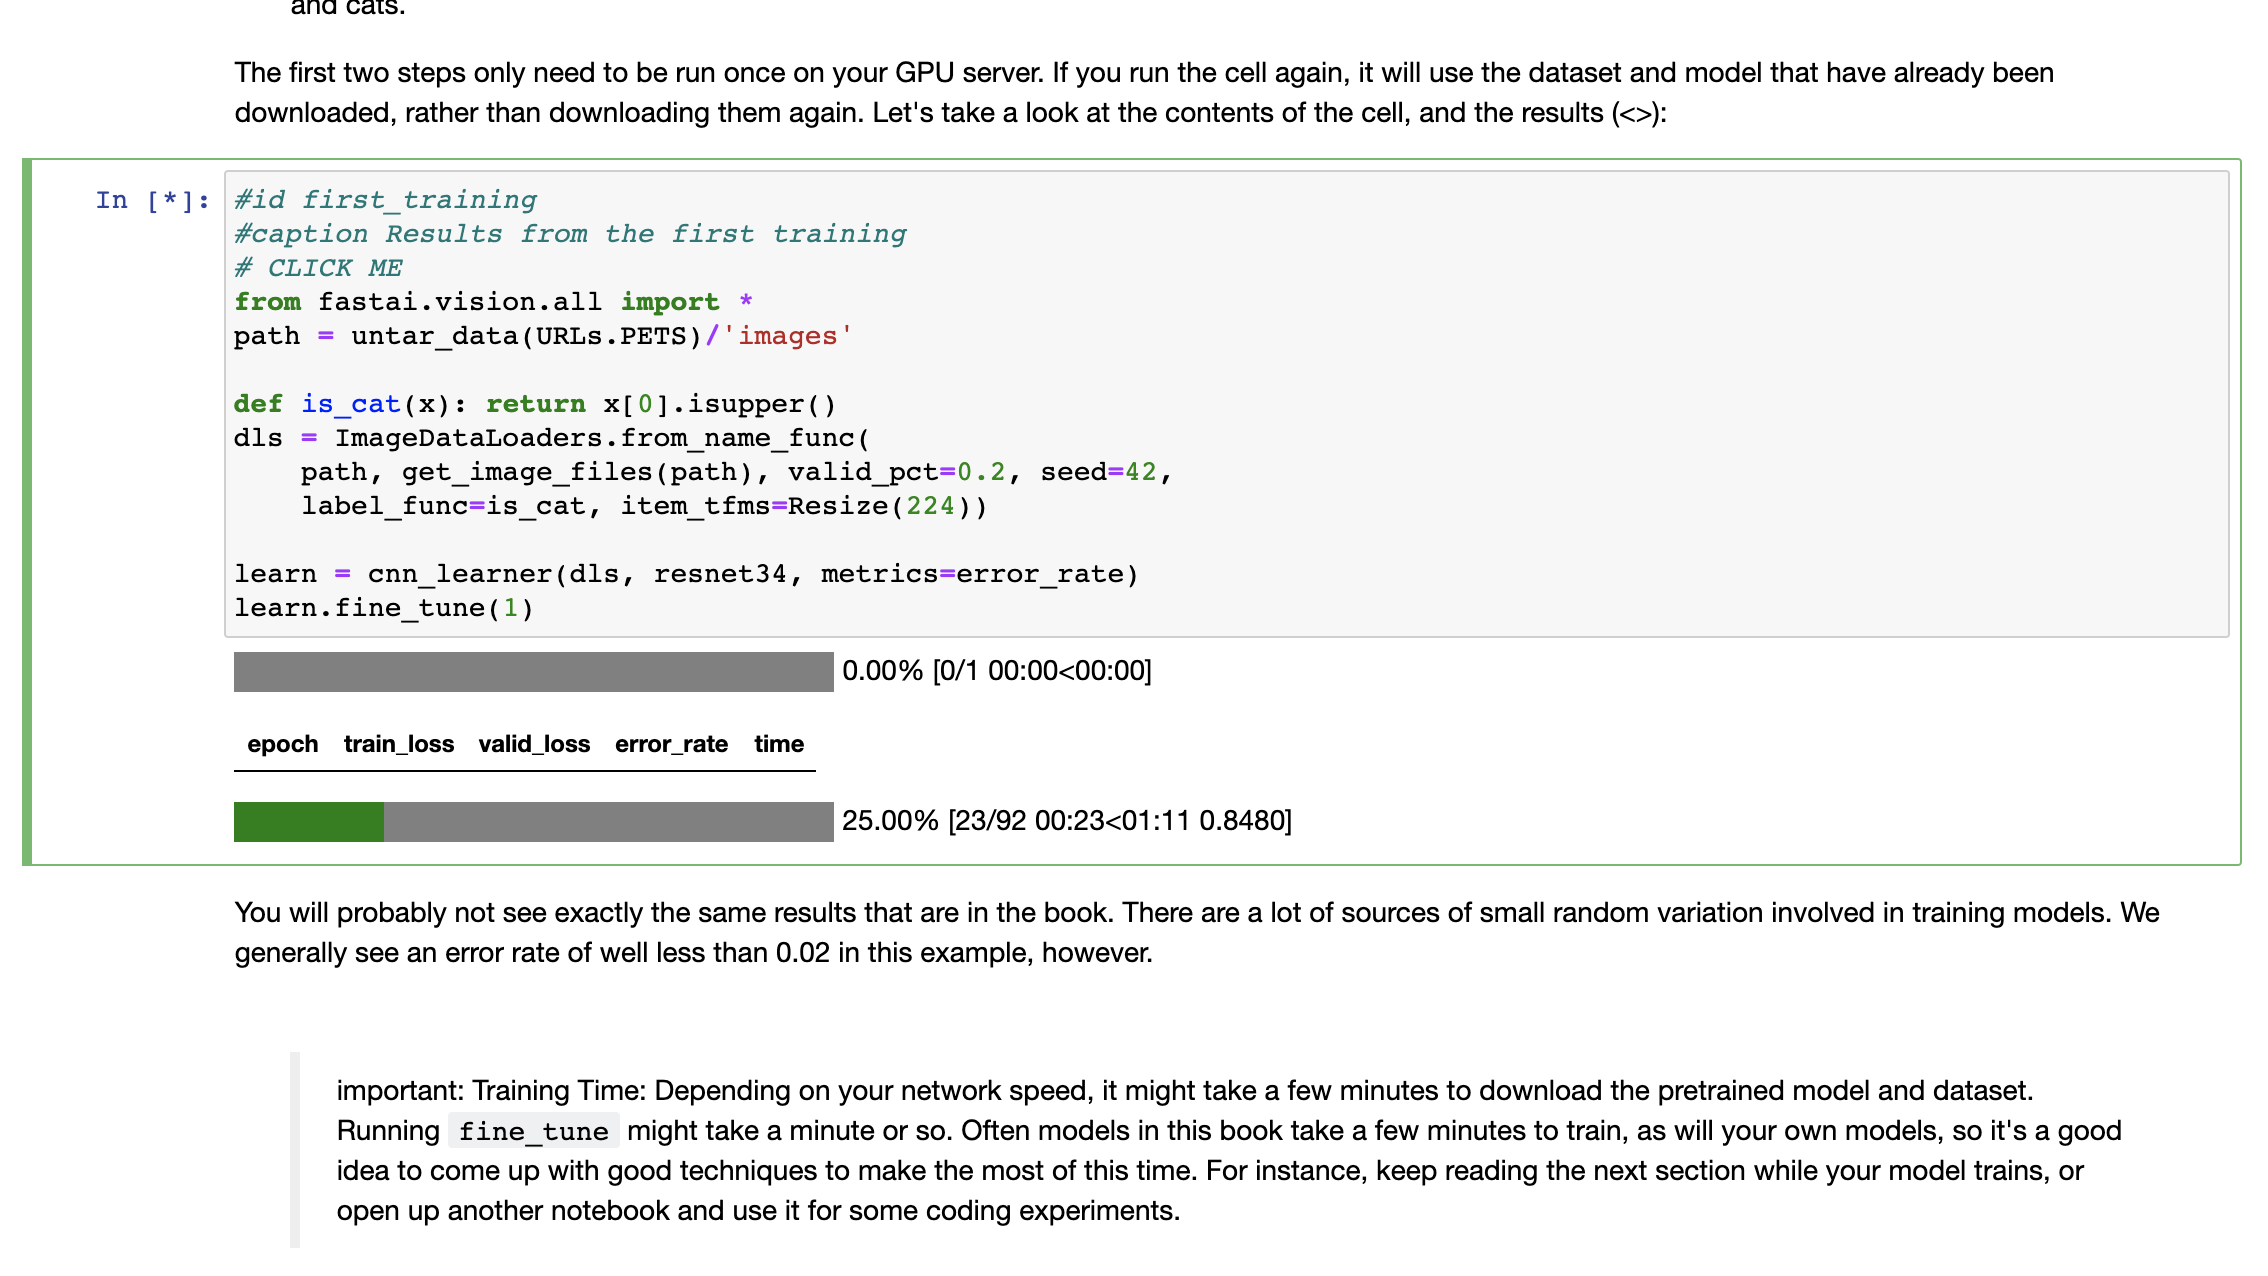 and cats.
The first two steps only need to be run once on your GPU server. If you run the cell again, it will use the dataset and model that have already been
downloaded, rather than downloading them again. Let's take a look at the contents of the cell, and the results (<>):
In [*]:
#id first_training
#caption Results from the first training
# CLICK ME
from fastai.vision.all import *
path = untar_data(URLs.PETS)/'images'

def is_cat(x): return x[0].isupper()
dls = ImageDataLoaders.from_name_func(
    path, get_image_files(path), valid_pct=0.2, seed=42,
    label_func=is_cat, item_tfms=Resize(224))

learn = cnn_learner(dls, resnet34, metrics=error_rate)
learn.fine_tune(1)
0.00% [0/1 00:00<00:00]
epoch train_loss valid_loss error_rate time
25.00% [23/92 00:23<01:11 0.8480]
You will probably not see exactly the same results that are in the book. There are a lot of sources of small random variation involved in training models. We
generally see an error rate of well less than 0.02 in this example, however.
important: Training Time: Depending on your network speed, it might take a few minutes to download the pretrained model and dataset.
Running fine_tune might take a minute or so. Often models in this book take a few minutes to train, as will your own models, so it's a good
idea to come up with good techniques to make the most of this time. For instance, keep reading the next section while your model trains, or
open up another notebook and use it for some coding experiments.